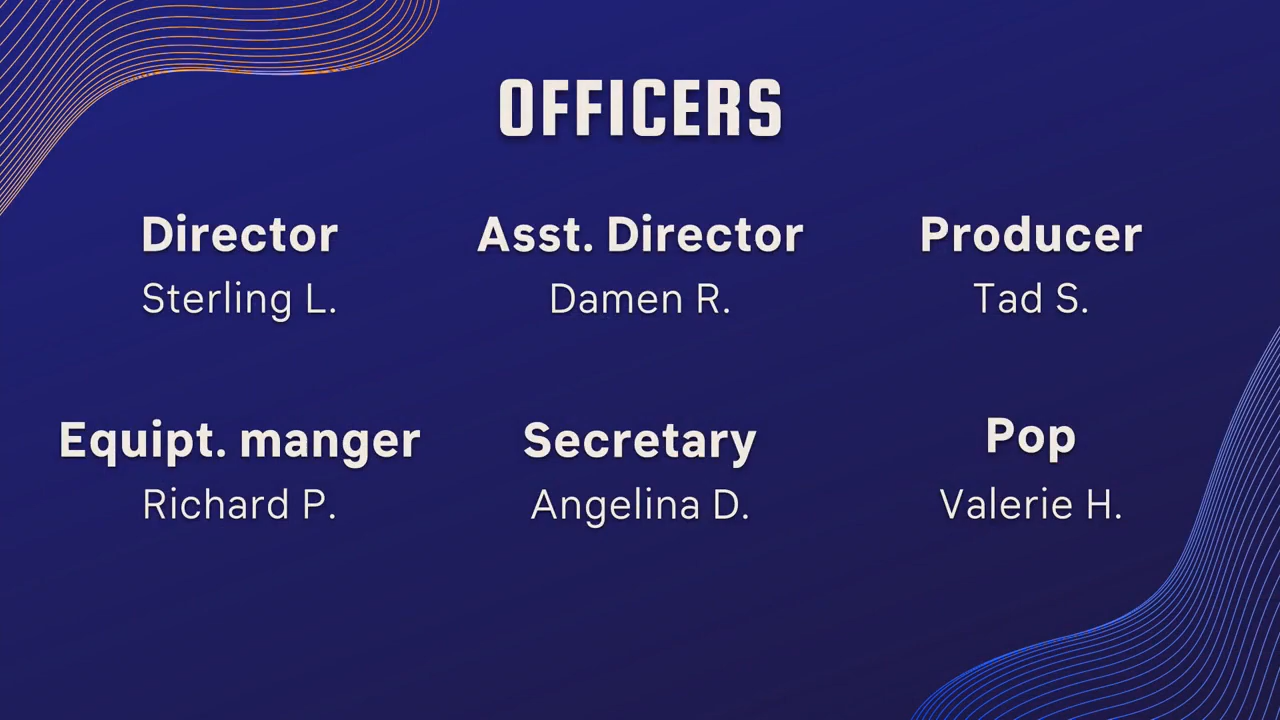 OFFICERS
Director
Sterling L.
Asst. Director
Damen R.
Producer
Tad S.
Equipt. manger
Richard P.
Secretary
Angelina D.
Pop
Valerie H.